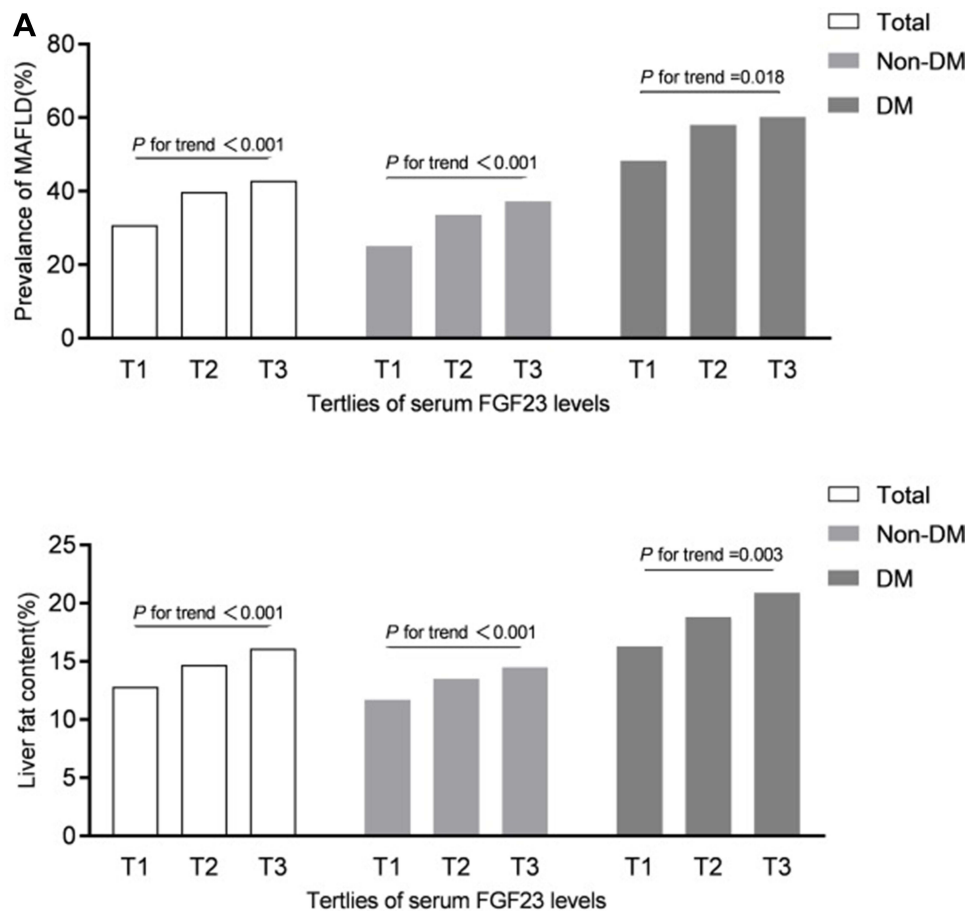 A
Total
Non-DM
DM
Prevalance of MAFLD(%)
80
60
40
20
0
P for trend <0.001
P for trend <0.001
P for trend =0.018
T1 T2 T3 T1 T2 T3 T1 T2 T3
Tertlies of serum FGF23 levels
Total
Non-DM
DM
Liver fat content(%)
25
20
15
10
5
0
P for trend <0.001
P for trend <0.001
P for trend =0.003
T1 T2 T3 T1 T2 T3 T1 T2 T3
Tertlies of serum FGF23 levels